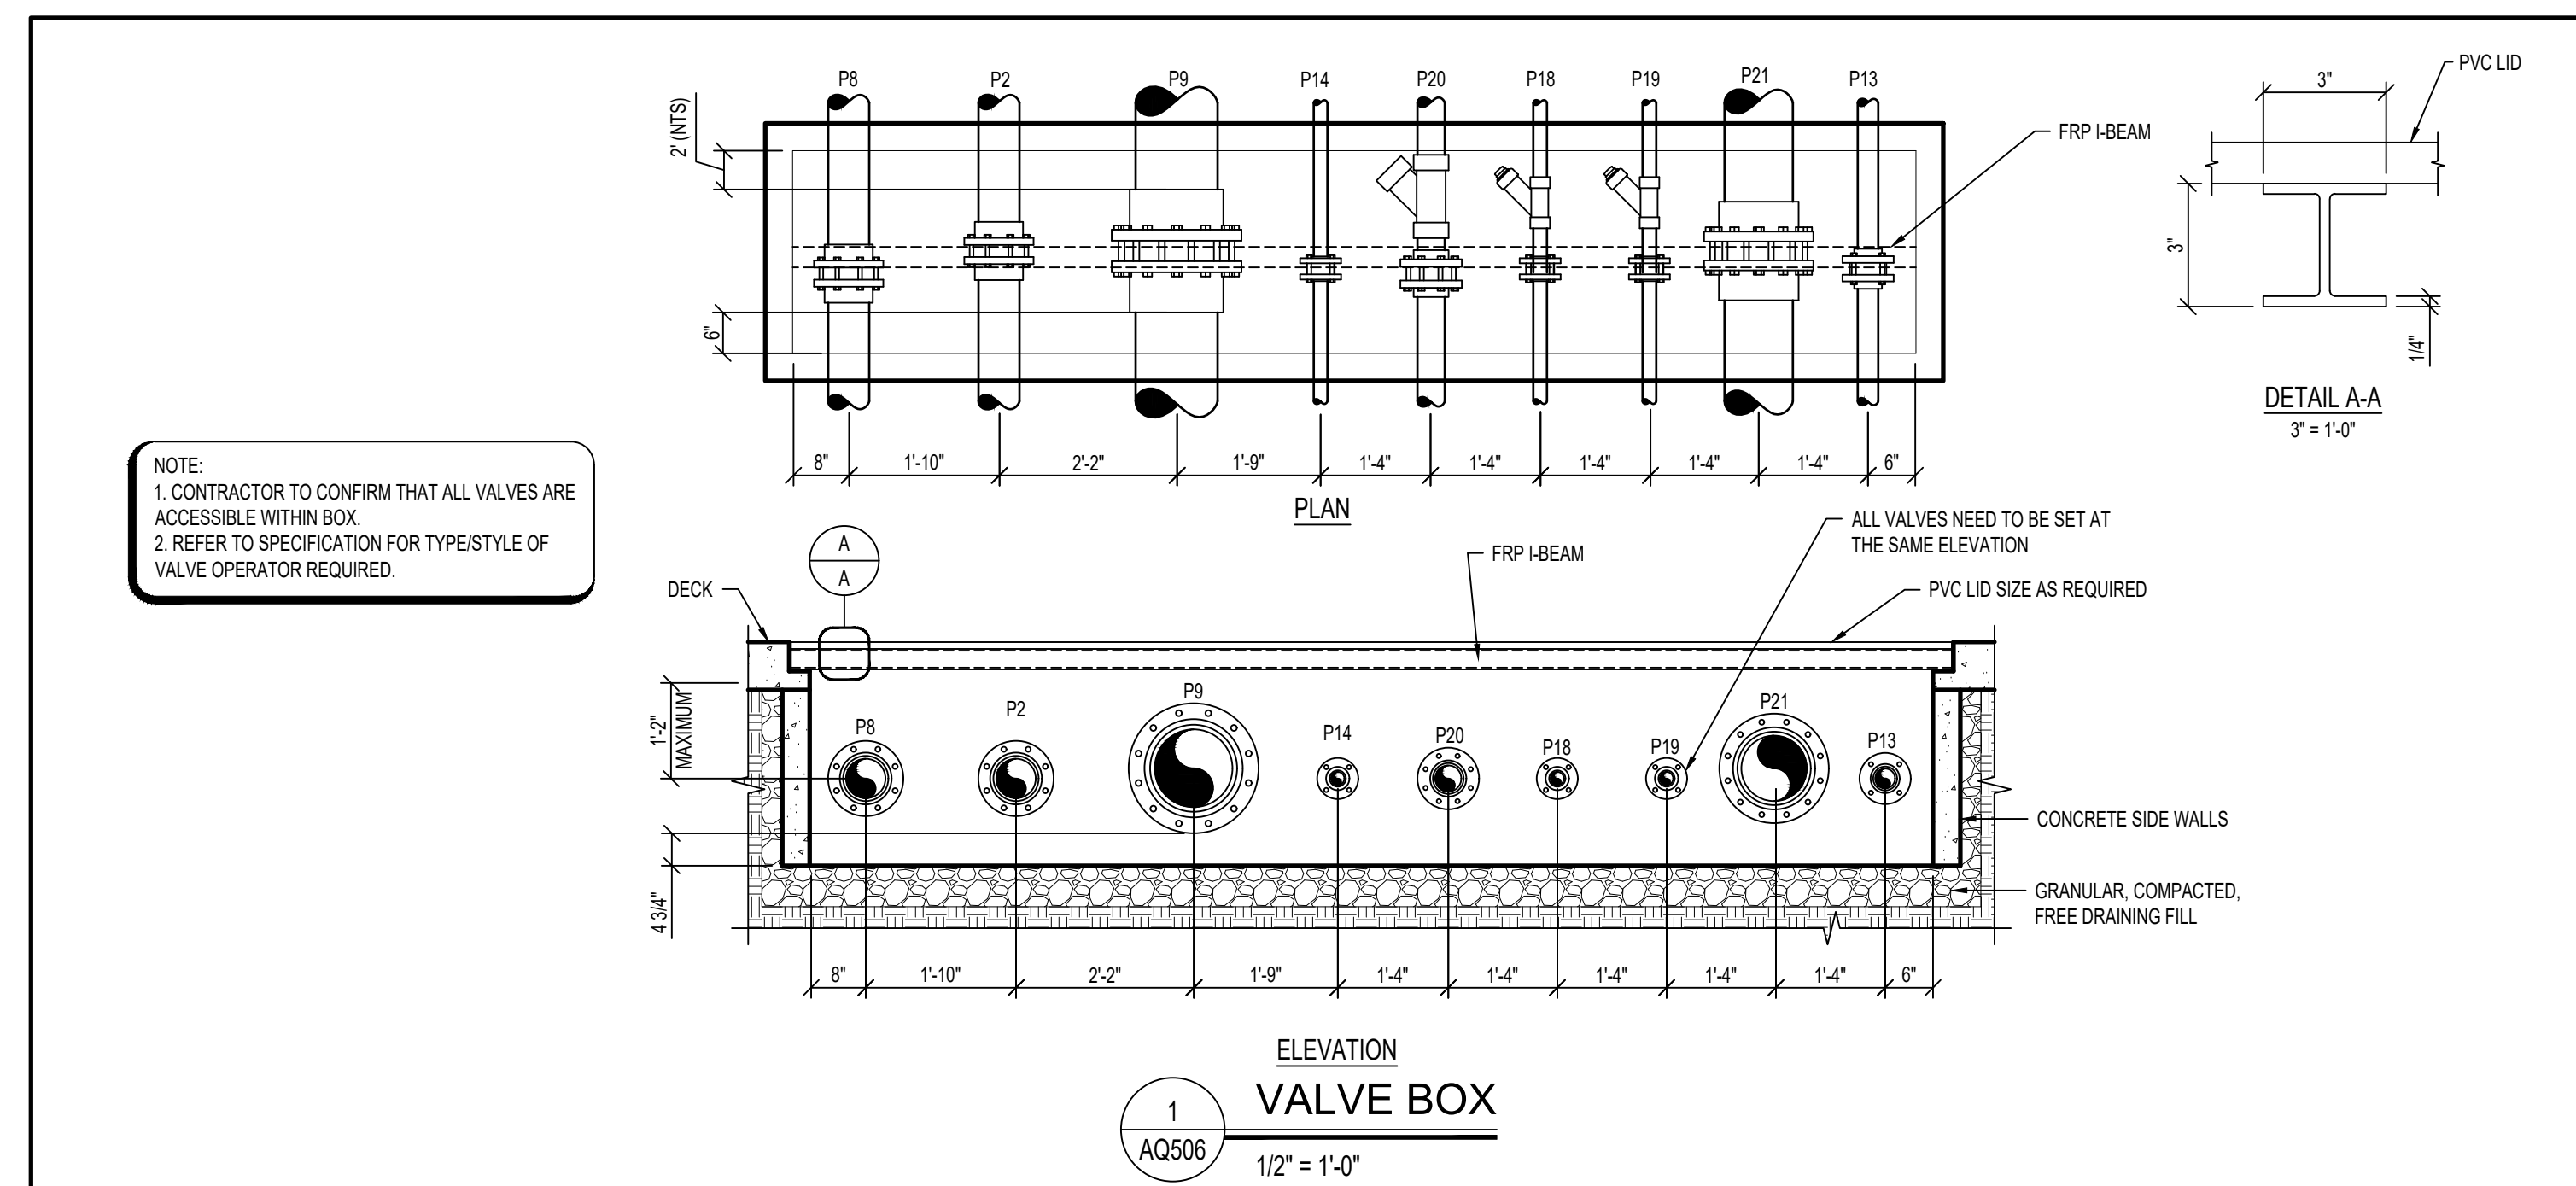 P8 P2 P9 P14 P20 P18 P19 P21 P13
2' (NTS)
6"
FRP I-BEAM
8" 1'-10" 2'-2" 1'-9" 1'-4" 1'-4" 1'-4" 1'-4" 1'-4" 6"
PLAN
3"
PVC LID
3"
1/4"
DETAIL A-A
3" = 1'-0"
NOTE:
1. CONTRACTOR TO CONFIRM THAT ALL VALVES ARE
ACCESSIBLE WITHIN BOX.
2. REFER TO SPECIFICATION FOR TYPE/STYLE OF
VALVE OPERATOR REQUIRED.
A
A
DECK
FRP I-BEAM
ALL VALVES NEED TO BE SET AT
THE SAME ELEVATION
PVC LID SIZE AS REQUIRED
1'-2"
MAXIMUM
P8 P2 P9 P14 P20 P18 P19 P21 P13
CONCRETE SIDE WALLS
4 3/4"
GRANULAR, COMPACTED,
FREE DRAINING FILL
8" 1'-10" 2'-2" 1'-9" 1'-4" 1'-4" 1'-4" 1'-4" 1'-4" 6"
ELEVATION
1
AQ506
VALVE BOX
1/2" = 1'-0"